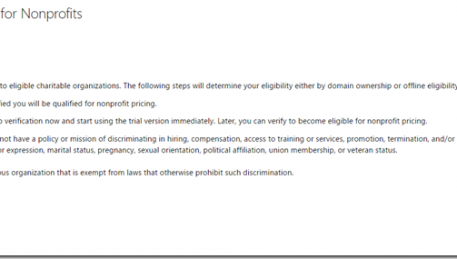 for Nonprofits
to eligible charitable organizations. The following steps will determine your eligibility either by domain ownership or offline eligibility
fied you will be qualified for nonprofit pricing.
o verification now and start using the trial version immediately. Later, you can verify to become eligible for nonprofit pricing.
not have a policy or mission of discriminating in hiring, compensation, access to training or services, promotion, termination, and/or
or expression, marital status, pregnancy, sexual orientation, political affiliation, union membership, or veteran status.
ous organization that is exempt from laws that otherwise prohibit such discrimination.